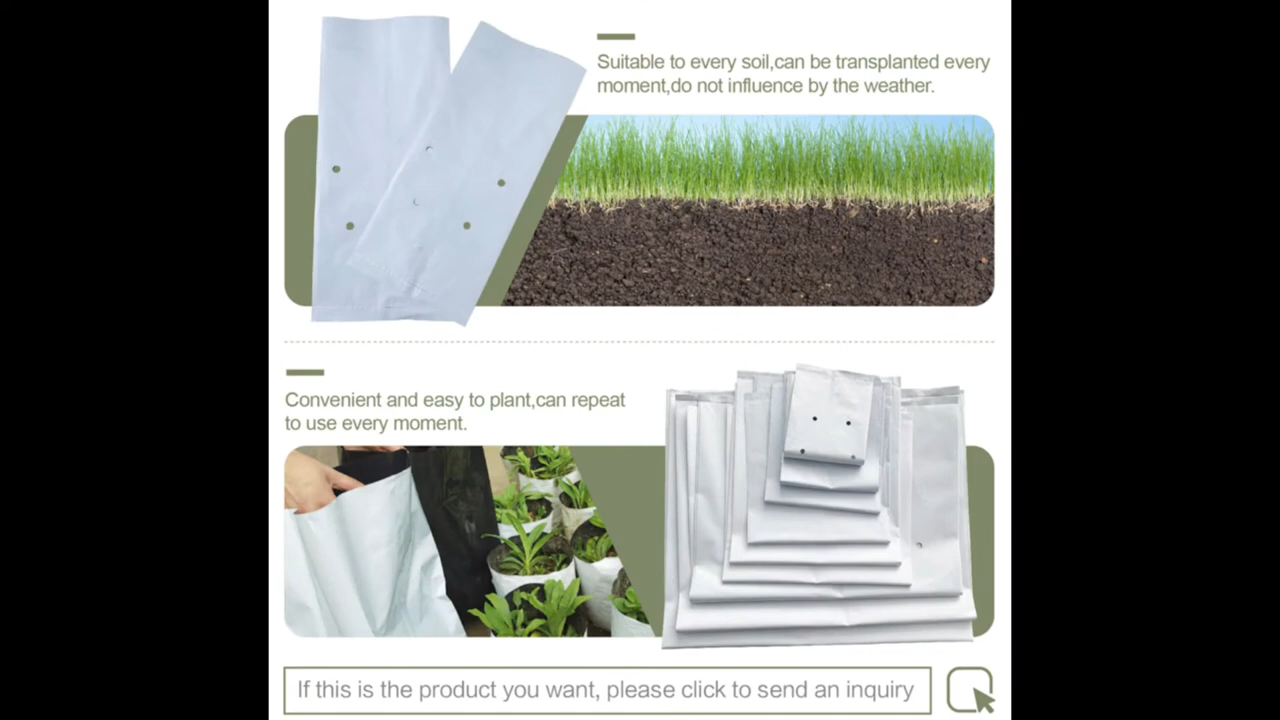 Suitable to every soil,can be transplanted every
moment,do not influence by the weather.
Convenient and easy to plant,can repeat
to use every moment.
If this is the product you want, please click to send an inquiry